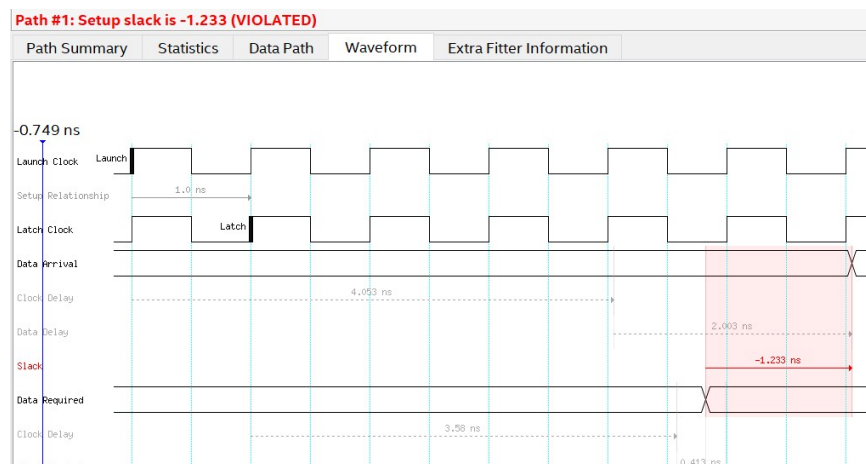 Path #1: Setup slack is -1.233 (VIOLATED)
Path Summary Statistics Data Path Waveform Extra Fitter Information
-0.749 ns
Launch Clock Launch
Setup Relationship 1.0 ns
Latch Clock Latch
Data Arrival
Clock Delay 4.053 ns
Data Delay 2.003 ns
Slack -1.233 ns
Data Required
Clock Delay 3.58 ns
0.413 ns